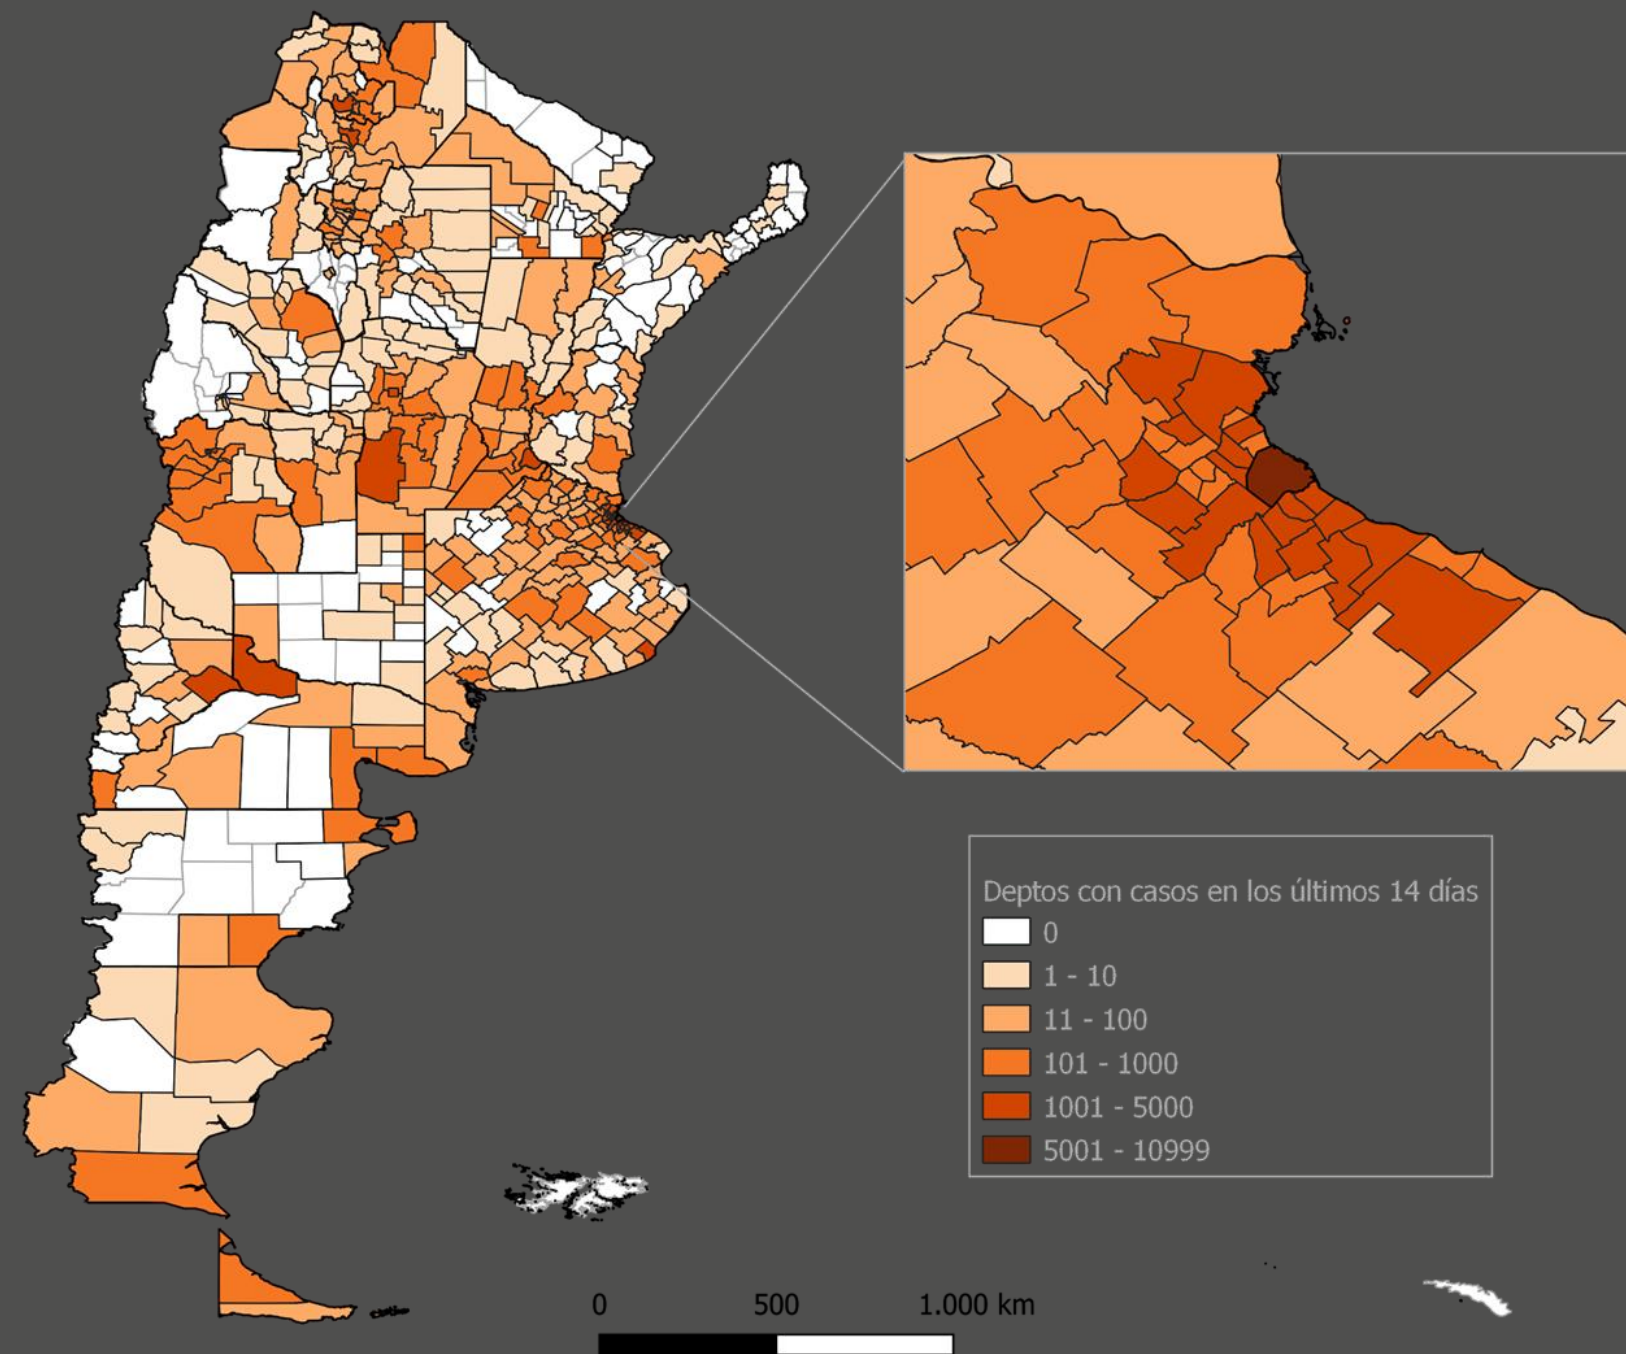 Deptos con casos en los últimos 14 días
0
1 - 10
11 - 100
101 - 1000
1001 - 5000
5001 - 10999
0 500 1.000 km